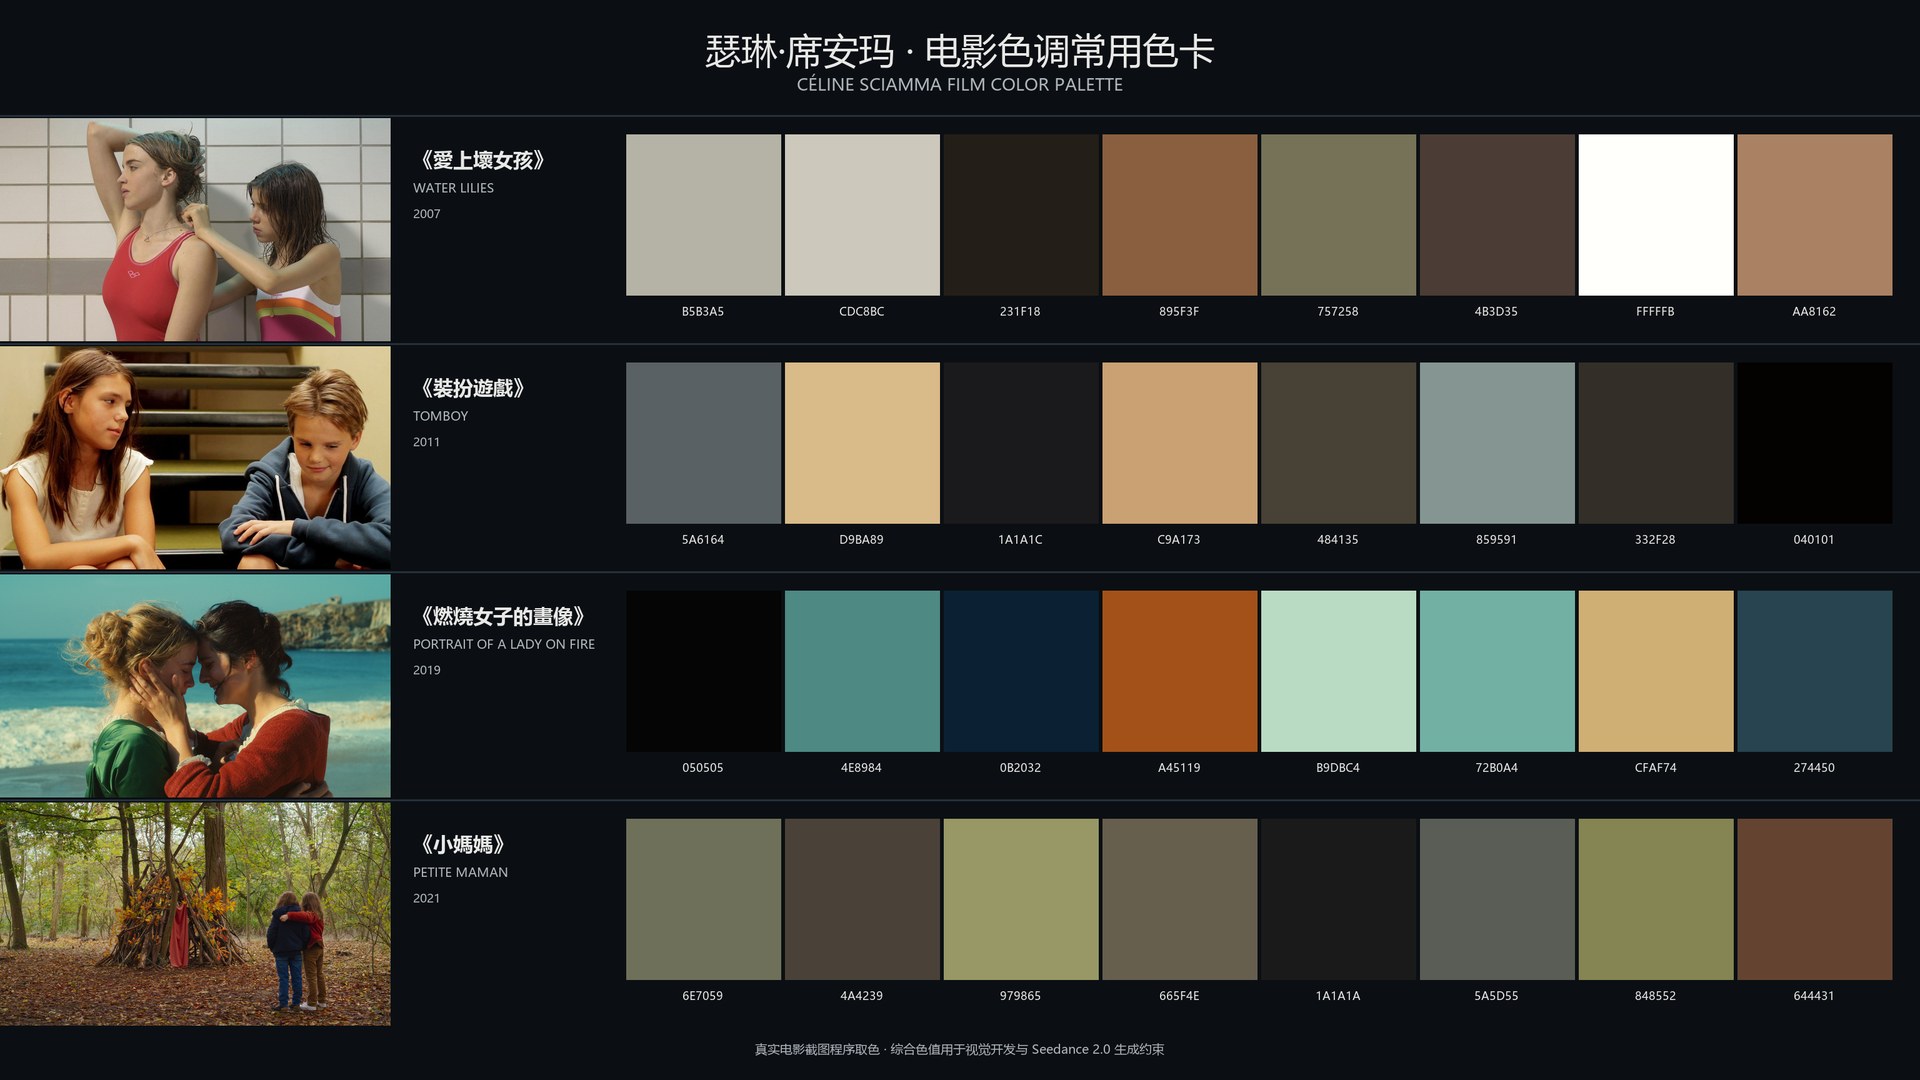 瑟琳·席安玛 · 电影色调常用色卡
CÉLINE SCIAMMA FILM COLOR PALETTE
《愛上壞女孩》
WATER LILIES
2007
B5B3A5 CDC8BC 231F18 895F3F 757258 4B3D35 FFFFFB AA8162
《裝扮遊戲》
TOMBOY
2011
5A6164 D9BA89 1A1A1C C9A173 484135 859591 332F28 040101
《燃燒女子的畫像》
PORTRAIT OF A LADY ON FIRE
2019
050505 4E8984 0B2032 A45119 B9DBC4 72B0A4 CFAF74 274450
《小媽媽》
PETITE MAMAN
2021
6E7059 4A4239 979865 665F4E 1A1A1A 5A5D55 848552 644431
真实电影截图程序取色 · 综合色值用于视觉开发与 Seedance 2.0 生成约束